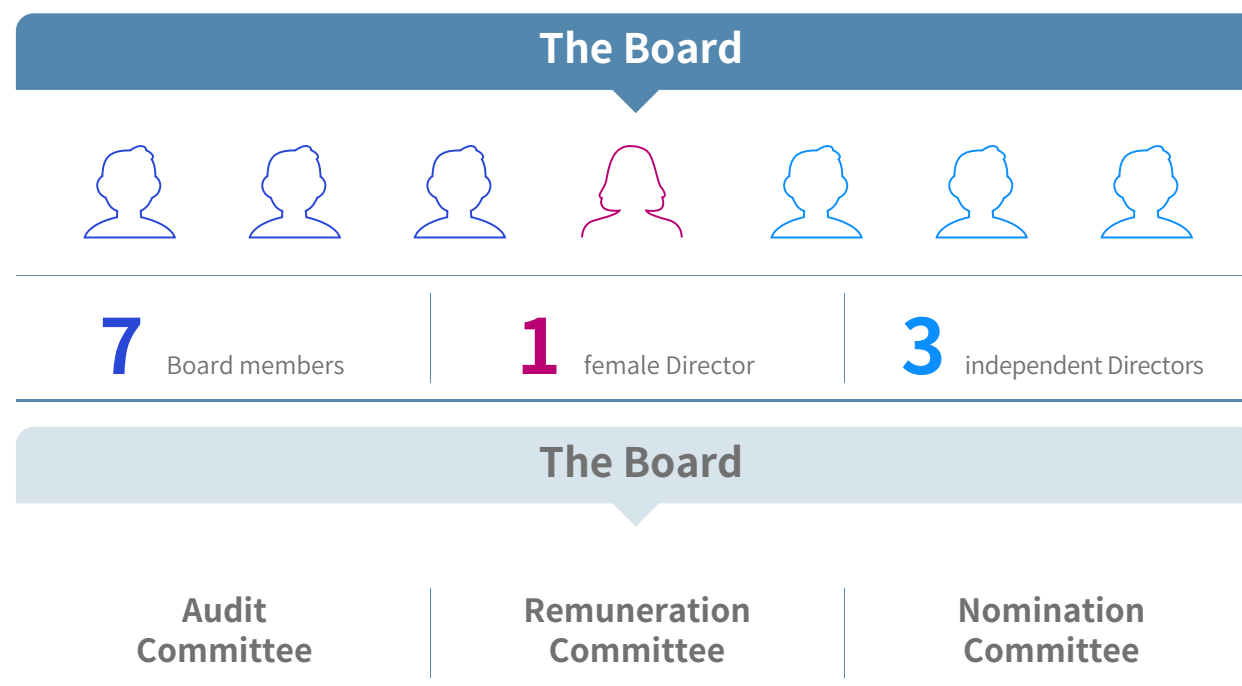 The Board
7 Board members
1 female Director
3 independent Directors
The Board
Audit
Committee
Remuneration
Committee
Nomination
Committee